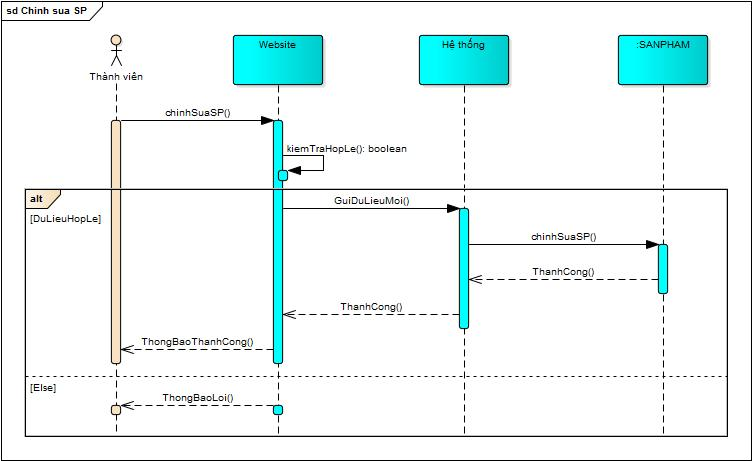 sd Chinh sua SP
Website
Hệ thống
:SANPHAM
Thành viên
chinhSuaSP()
kiemTraHopLe(): boolean
alt
GuiDuLieuMoi()
[DuLieuHopLe]
chinhSuaSP()
ThanhCong()
ThanhCong()
ThongBaoThanhCong()
[Else]
ThongBaoLoi()